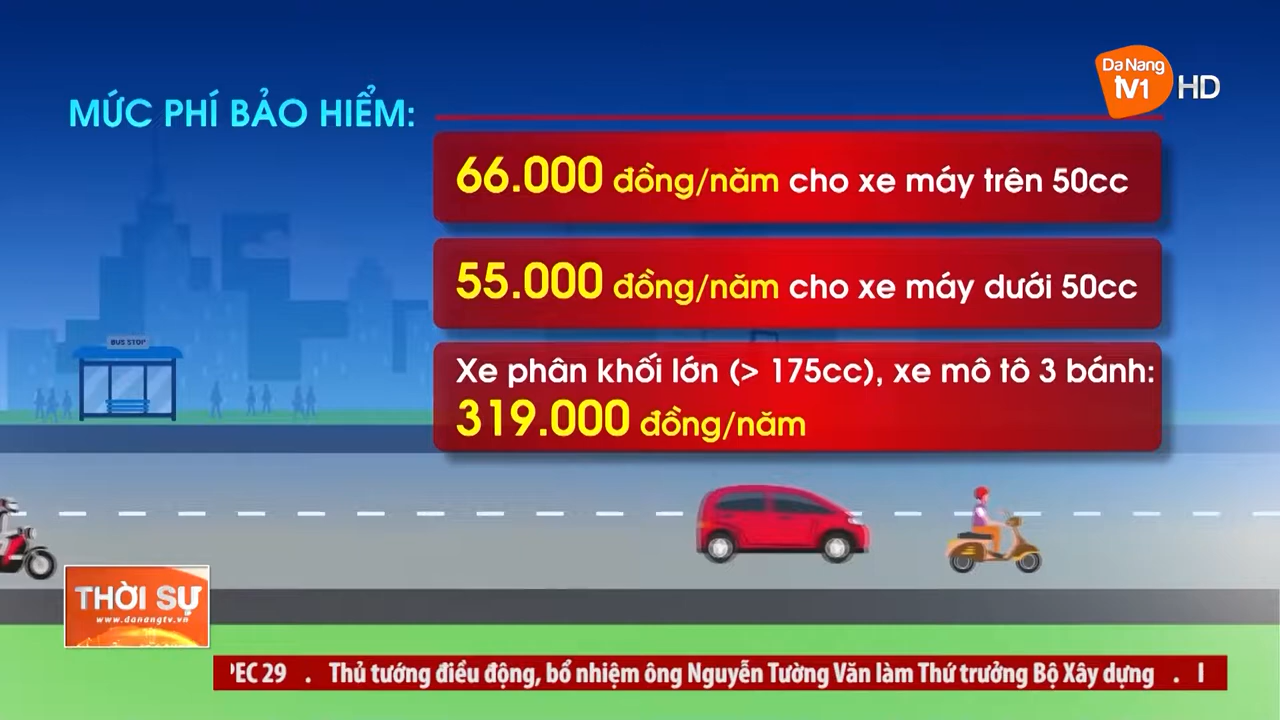 Da Nang
TV1 HD
MỨC PHÍ BẢO HIỂM:
66.000 đồng/năm cho xe máy trên 50cc
55.000 đồng/năm cho xe máy dưới 50cc
Xe phân khối lớn (> 175cc), xe mô tô 3 bánh:
319.000 đồng/năm
BUS STOP
THỜI SỰ
www.danangtv.vn
PEC 29 . Thủ tướng điều động, bổ nhiệm ông Nguyễn Tường Văn làm Thứ trưởng Bộ Xây dựng .